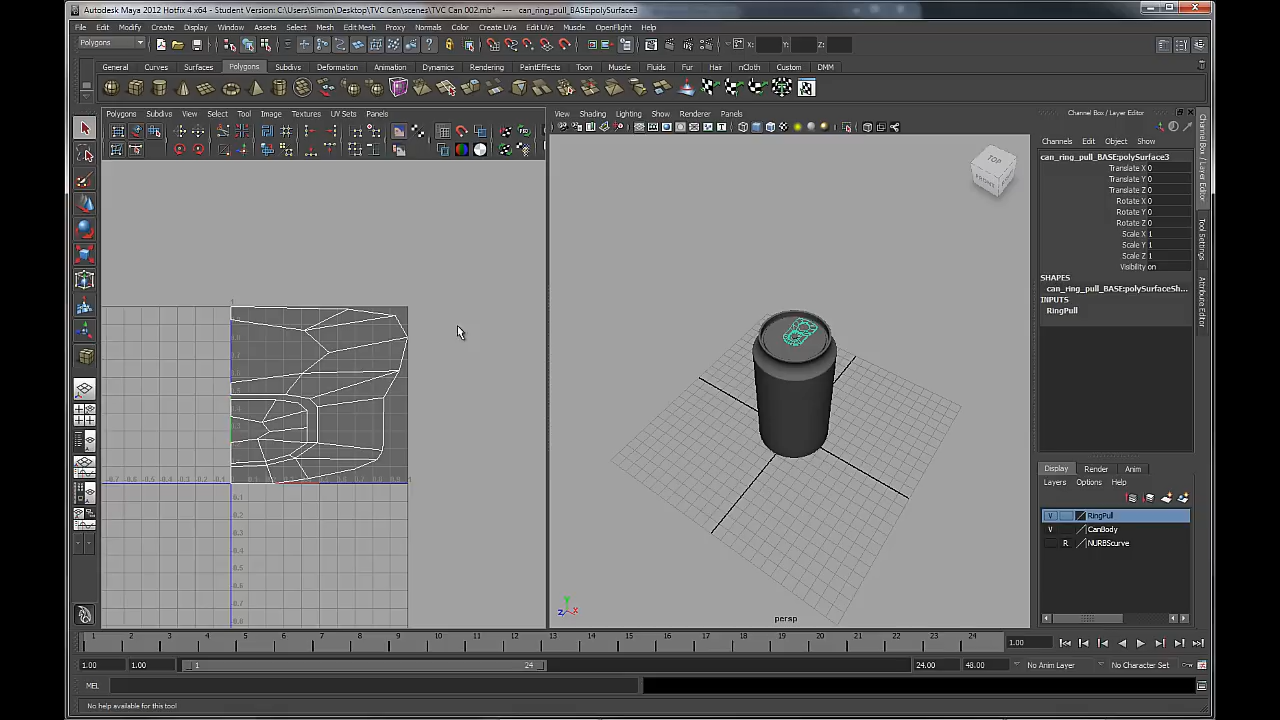 Autodesk Maya 2012 Hotfix 4 x64 - Student Version: C:\Users\Simon\Desktop\TVC Can\scenes\TVC Can 002.mb* --- can_ring_pull_BASE:polySurface3
File Edit Modify Create Display Window Assets Select Mesh Edit Mesh Proxy Normals Color Create UVs Edit UVs Muscle OpenFlight Help
Polygons X: Y: Z:
General Curves Surfaces Polygons Subdivs Deformation Animation Dynamics Rendering PaintEffects Toon Muscle Fluids Fur Hair nCloth Custom DMM
Polygons Subdivs View Select Tool Image Textures UV Sets Panels
View Shading Lighting Show Renderer Panels
Channel Box / Layer Editor
Channels Edit Object Show
can_ring_pull_BASE:polySurface3
Translate X 0
Translate Y 0
Translate Z 0
Rotate X 0
Rotate Y 0
Rotate Z 0
Scale X 1
Scale Y 1
Scale Z 1
Visibility on
SHAPES
can_ring_pull_BASE:polySurfaceSh...
INPUTS
RingPull
Channel Box / Layer Editor
Tool Settings
Attribute Editor
TOP
FRONT
persp
Display Render Anim
Layers Options Help
V RingPull
V CanBody
R NURBScurve
1 2 3 4 5 6 7 8 9 10 11 12 13 14 15 16 17 18 19 20 21 22 23 24 1.00
1.00 1.00 1 24 24.00 48.00 No Anim Layer No Character Set
MEL
No help available for this tool